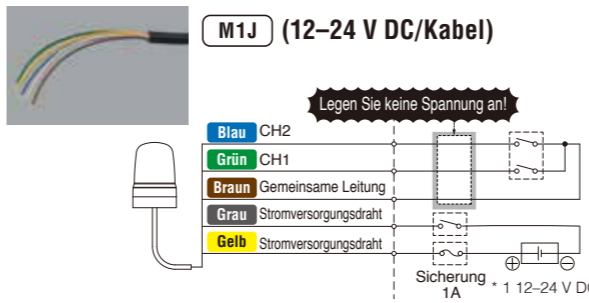 M1J (12–24 V DC/Kabel)
Legen Sie keine Spannung an!
Blau CH2
Grün CH1
Braun Gemeinsame Leitung
Grau Stromversorgungsdraht
Gelb Stromversorgungsdraht
Sicherung
1A
* 1 12–24 V DC